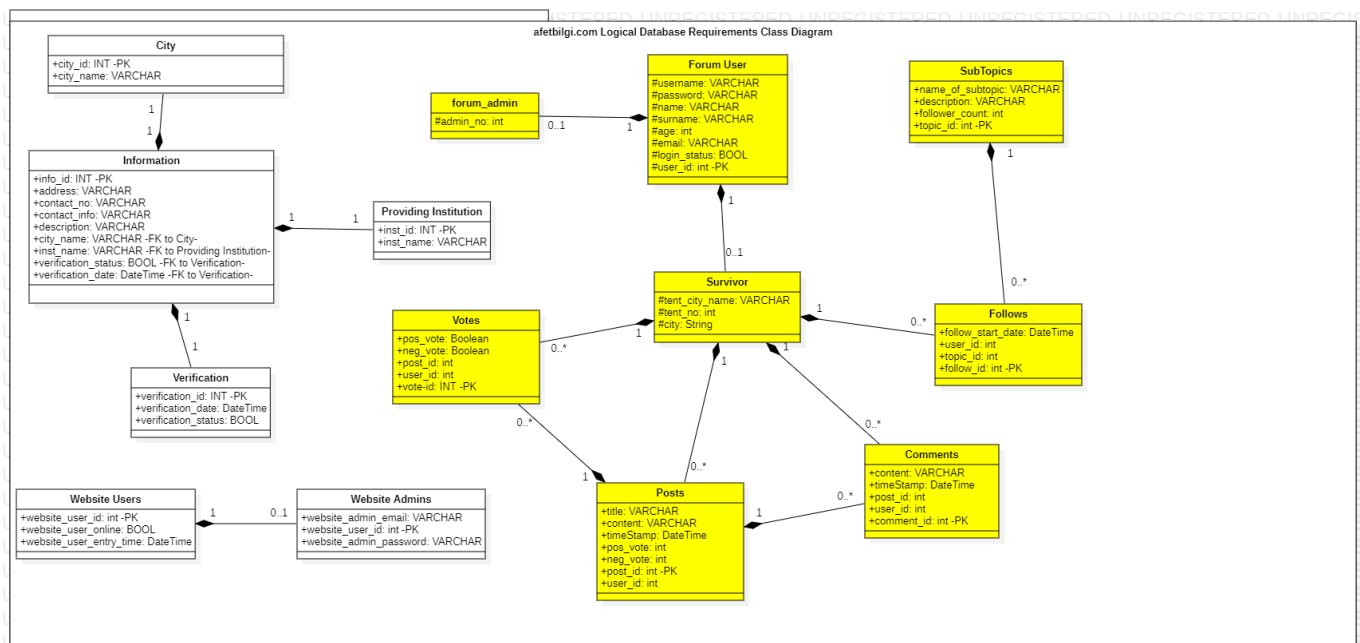 UNREGISTERED UNREGISTERED UNREGISTERED UNREGIS
afetbilgi.com Logical Database Requirements Class Diagram
City
+city_id: INT -PK
+city_name: VARCHAR
1
1
Information
+info_id: INT -PK
+address: VARCHAR
+contact_no: VARCHAR
+contact_info: VARCHAR
+description: VARCHAR
+city_name: VARCHAR -FK to City-
+inst_name: VARCHAR -FK to Providing Institution-
+verification_status: BOOL -FK to Verification-
+verification_date: DateTime -FK to Verification-
1
1
Providing Institution
+inst_id: INT -PK
+inst_name: VARCHAR
1
1
Verification
+verification_id: INT -PK
+verification_date: DateTime
+verification_status: BOOL
Website Users
+website_user_id: int -PK
+website_user_online: BOOL
+website_user_entry_time: DateTime
1
0..1
Website Admins
+website_admin_email: VARCHAR
+website_user_id: int -PK
+website_admin_password: VARCHAR
forum_admin
#admin_no: int
0..1
1
Forum User
#username: VARCHAR
#password: VARCHAR
#name: VARCHAR
#surname: VARCHAR
#age: int
#email: VARCHAR
#login_status: BOOL
#user_id: int -PK
1
0..1
SubTopics
+name_of_subtopic: VARCHAR
+description: VARCHAR
+follower_count: int
+topic_id: int -PK
1
0..*
Survivor
#tent_city_name: VARCHAR
#tent_no: int
#city: String
1
0..*
1
0..*
1
0..*
1
0..*
Follows
+follow_start_date: DateTime
+user_id: int
+topic_id: int
+follow_id: int -PK
Votes
+pos_vote: Boolean
+neg_vote: Boolean
+post_id: int
+user_id: int
+vote-id: INT -PK
0..*
1
Posts
+title: VARCHAR
+content: VARCHAR
+timeStamp: DateTime
+pos_vote: int
+neg_vote: int
+post_id: int -PK
+user_id: int
1
0..*
Comments
+content: VARCHAR
+timeStamp: DateTime
+post_id: int
+user_id: int
+comment_id: int -PK